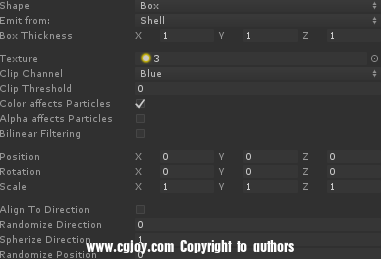 Shape Box
Emit from: Shell
Box Thickness X 1 Y 1 Z 1
Texture 3
Clip Channel Blue
Clip Threshold 0
Color affects Particles
Alpha affects Particles
Bilinear Filtering
Position X 0 Y 0 Z 0
Rotation X 0 Y 0 Z 0
Scale X 1 Y 1 Z 1
Align To Direction
Randomize Direction 0
Spherize Direction 1
www.cgjoy.com Copyright to authors
Randomize Position 0